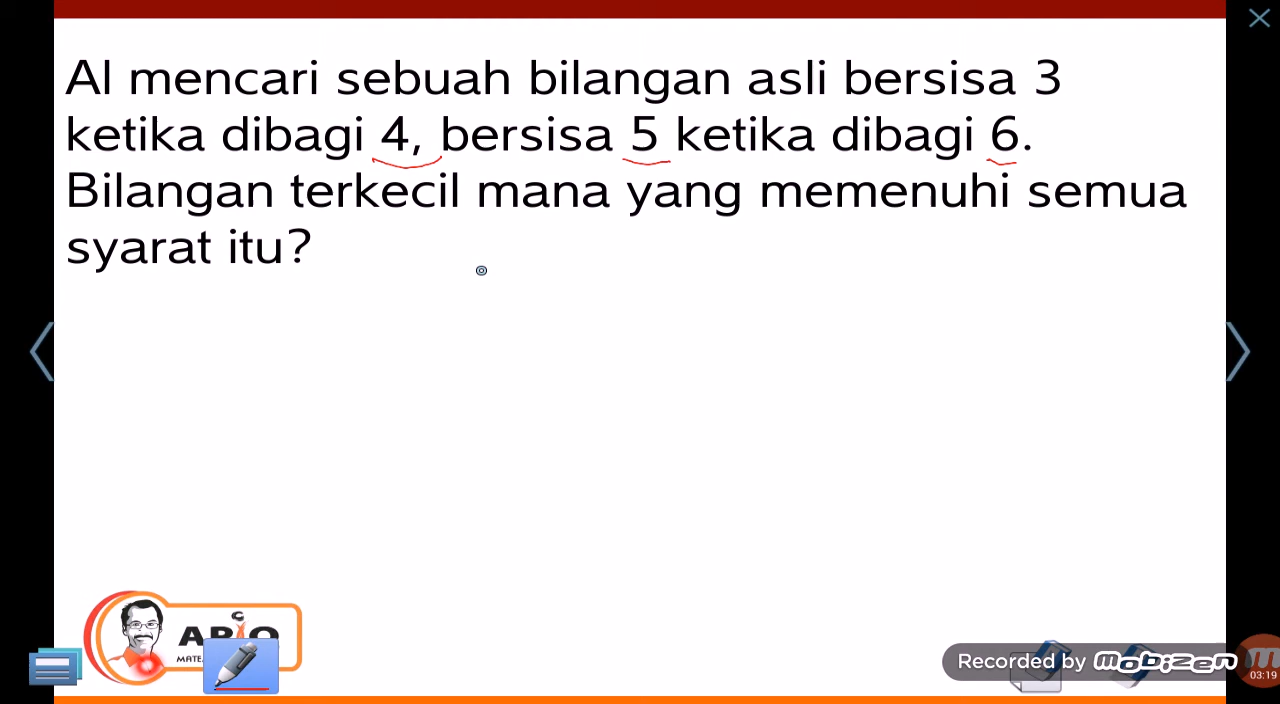 Al mencari sebuah bilangan asli bersisa 3
ketika dibagi 4, bersisa 5 ketika dibagi 6.
Bilangan terkecil mana yang memenuhi semua
syarat itu?
Recorded by Mobizen
03:19